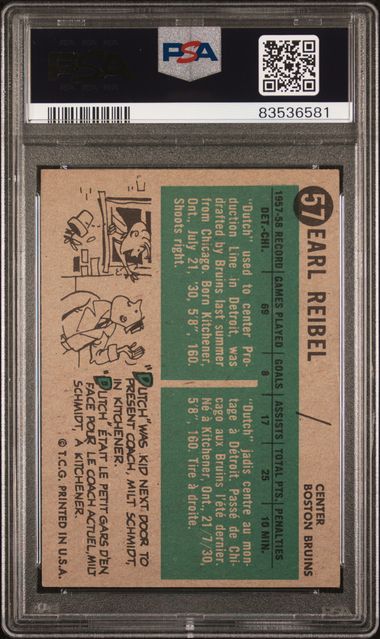 PSA
PSA
83536581
57 EARL REIBEL
CENTER
BOSTON BRUINS
1957-58 RECORD GAMES PLAYED GOALS ASSISTS TOTAL PTS. PENALTIES
DET.-CHI. 69 8 17 25 10 MIN.
"Dutch" used to center Pro-
duction Line in Detroit, was
drafted by Bruins last summer
from Chicago. Born Kitchener,
Ont., July 21, '30, 5'8", 160.
Shoots right.
"Dutch" jadis centre au mon-
tage à Détroit. Passe de Chi-
cago aux Bruins l'été dernier.
Né à Kitchener, Ont., 21/7/30,
5'8", 160. Tire à droite.
"DUTCH" WAS KID NEXT DOOR TO
PRESENT COACH, MILT SCHMIDT,
IN KITCHENER.
"DUTCH" ÉTAIT LE PETIT GARS D'EN
FACE POUR LE COACH ACTUEL, MILT
SCHMIDT, À KITCHENER.
© T.C.G. PRINTED IN U.S.A.